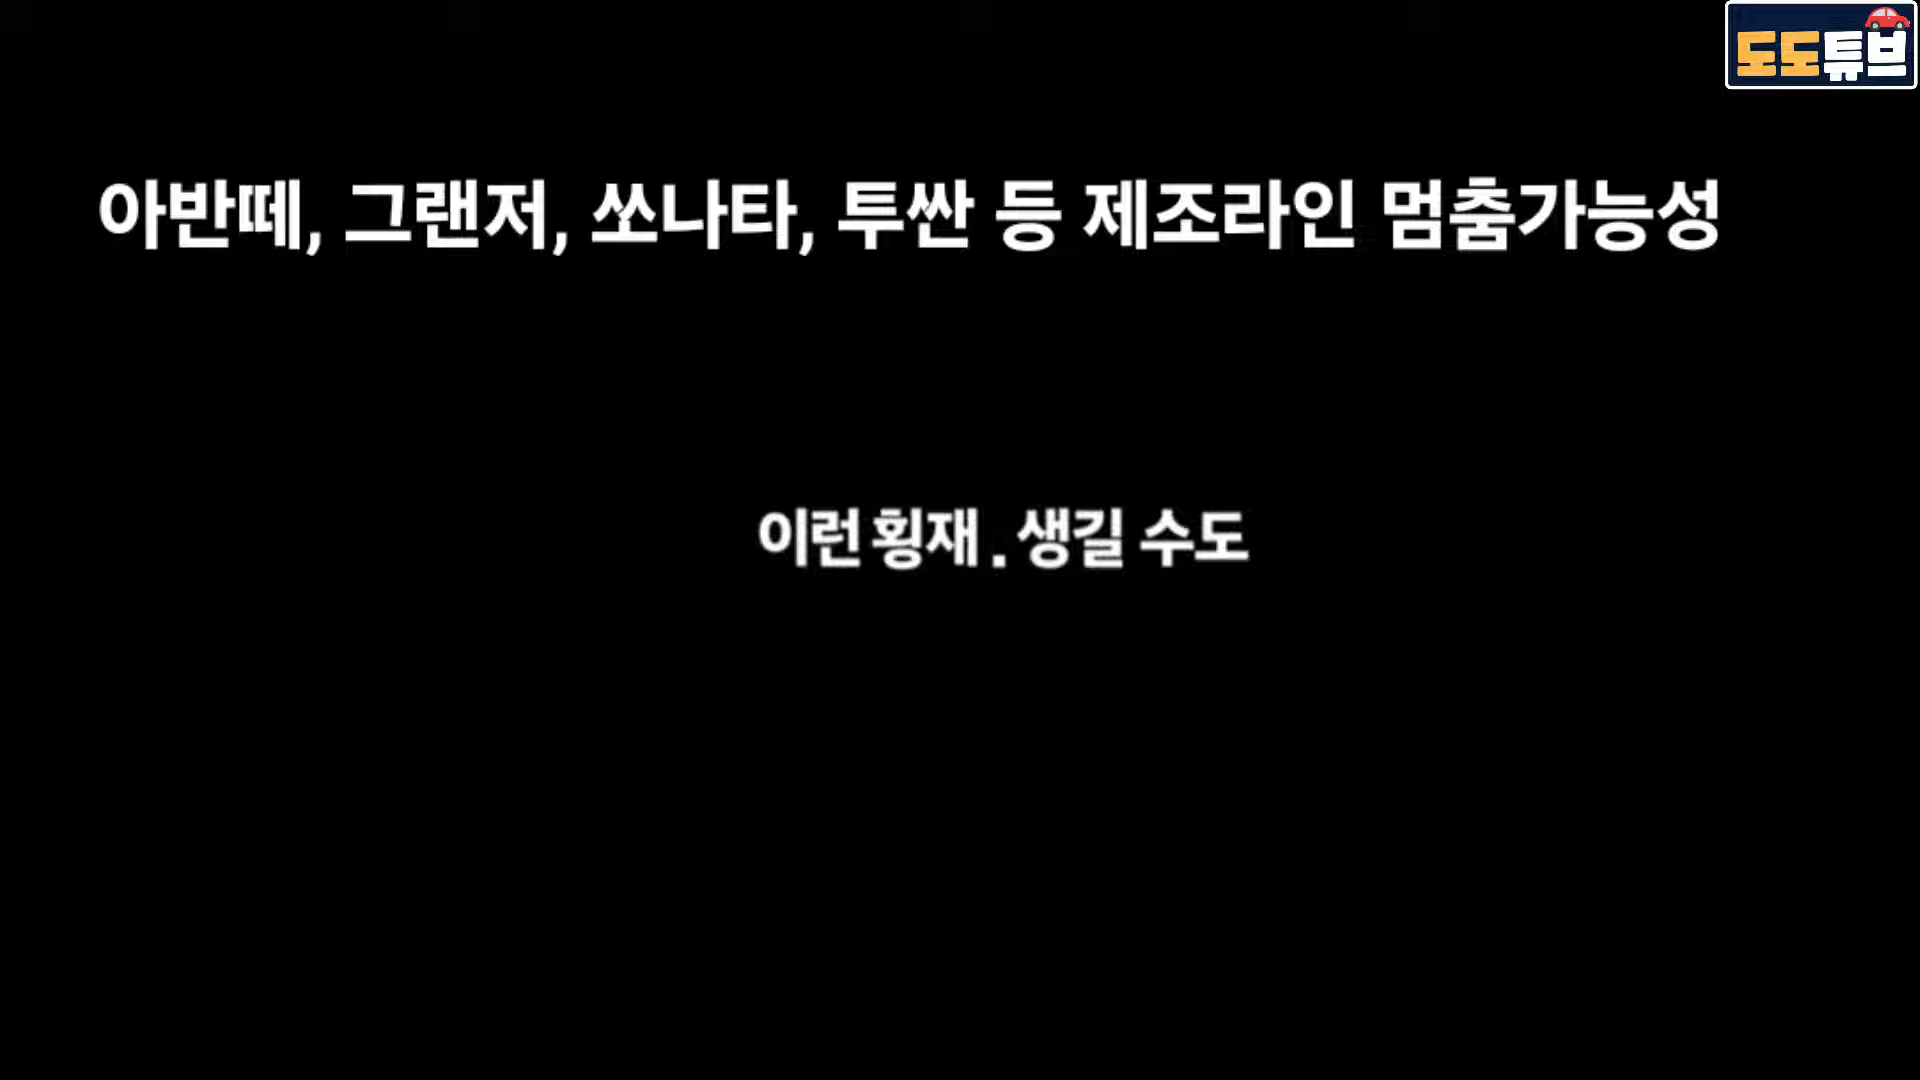 도도튜브
아반떼, 그랜저, 쏘나타, 투싼 등 제조라인 멈춤가능성
이런 횡재 . 생길 수도